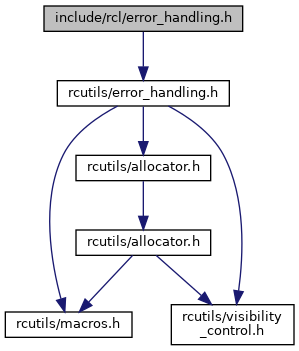 include/rcl/error_handling.h
rcutils/error_handling.h
rcutils/allocator.h
rcutils/allocator.h
rcutils/macros.h
rcutils/visibility
_control.h